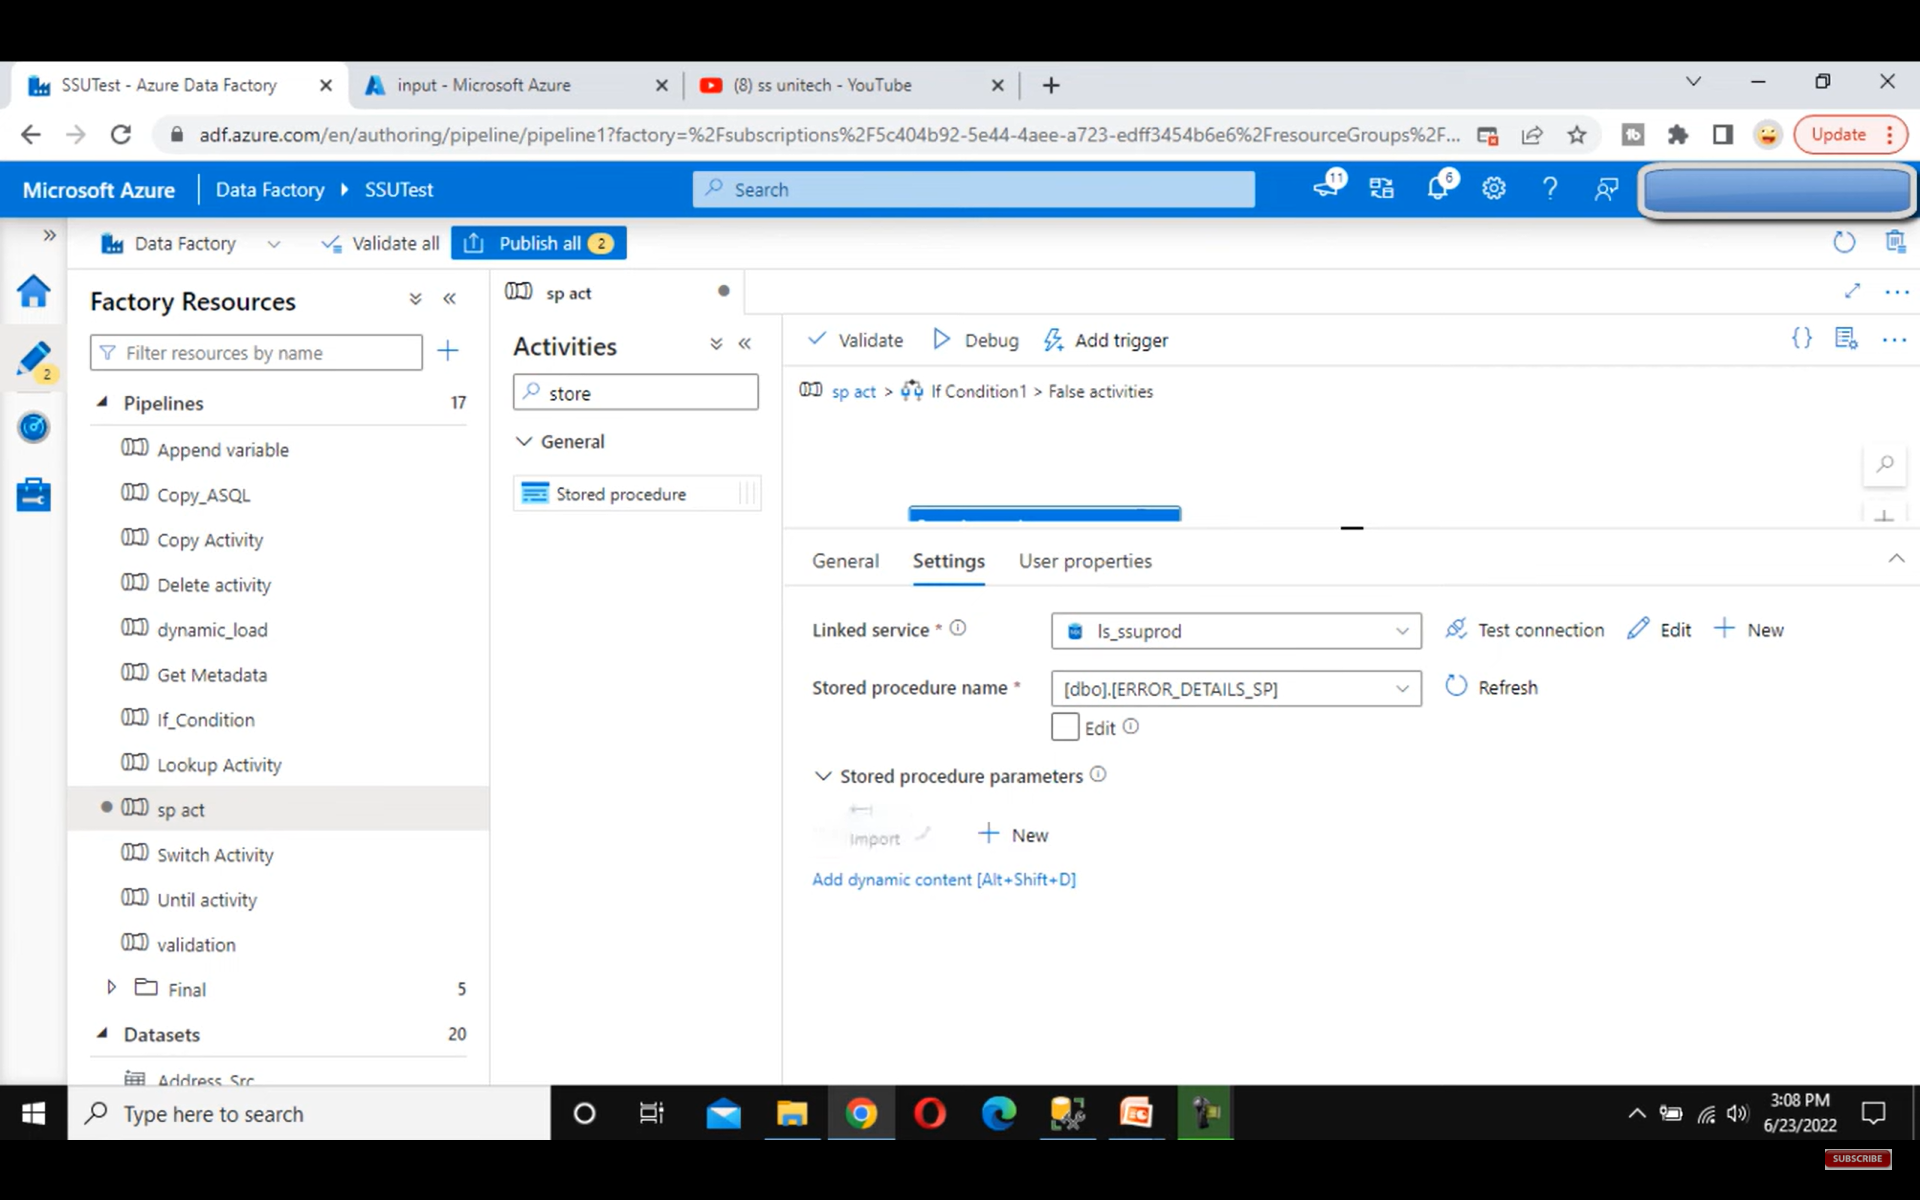 SSUTest - Azure Data Factory
input - Microsoft Azure
(8) ss unitech - YouTube
adf.azure.com/en/authoring/pipeline/pipeline1?factory=%2Fsubscriptions%2F5c404b92-5e44-4aee-a723-edff3454b6e6%2FresourceGroups%2F...
Update
Microsoft Azure
Data Factory
SSUTest
Search
11
6
Data Factory
Validate all
Publish all 2
Factory Resources
sp act
Filter resources by name
Activities
Validate
Debug
Add trigger
2
Pipelines 17
store
sp act > If Condition1 > False activities
General
Append variable
Copy_ASQL
Stored procedure
Copy Activity
General
Settings
User properties
Delete activity
dynamic_load
Linked service *
ls_ssuprod
Test connection
Edit
New
Get Metadata
Stored procedure name *
[dbo].[ERROR_DETAILS_SP]
Refresh
If_Condition
Edit
Lookup Activity
Stored procedure parameters
sp act
Import
New
Switch Activity
Add dynamic content [Alt+Shift+D]
Until activity
validation
Final 5
Datasets 20
Address_Src
Type here to search
3:08 PM
6/23/2022
SUBSCRIBE